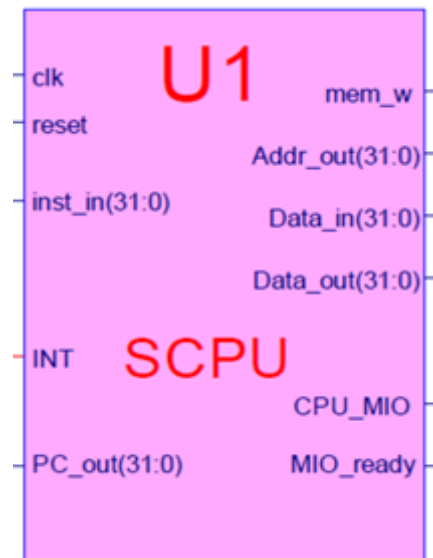 U1
clk
mem_w
reset
Addr_out(31:0)
inst_in(31:0)
Data_in(31:0)
Data_out(31:0)
INT
SCPU
CPU_MIO
PC_out(31:0)
MIO_ready